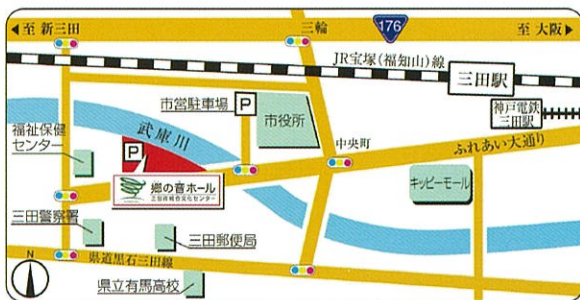 ◀至 新三田
三輪
176
至 大阪▶
JR宝塚(福知山)線
三田駅
神戸電鉄
三田駅
市営駐車場
P
市役所
武庫川
中央町
ふれあい大通り
福祉保健
センター
P
キッピーモール
郷の音ホール
三田市総合文化センター
三田警察署
三田郵便局
N
県道黒石三田線
県立有馬高校